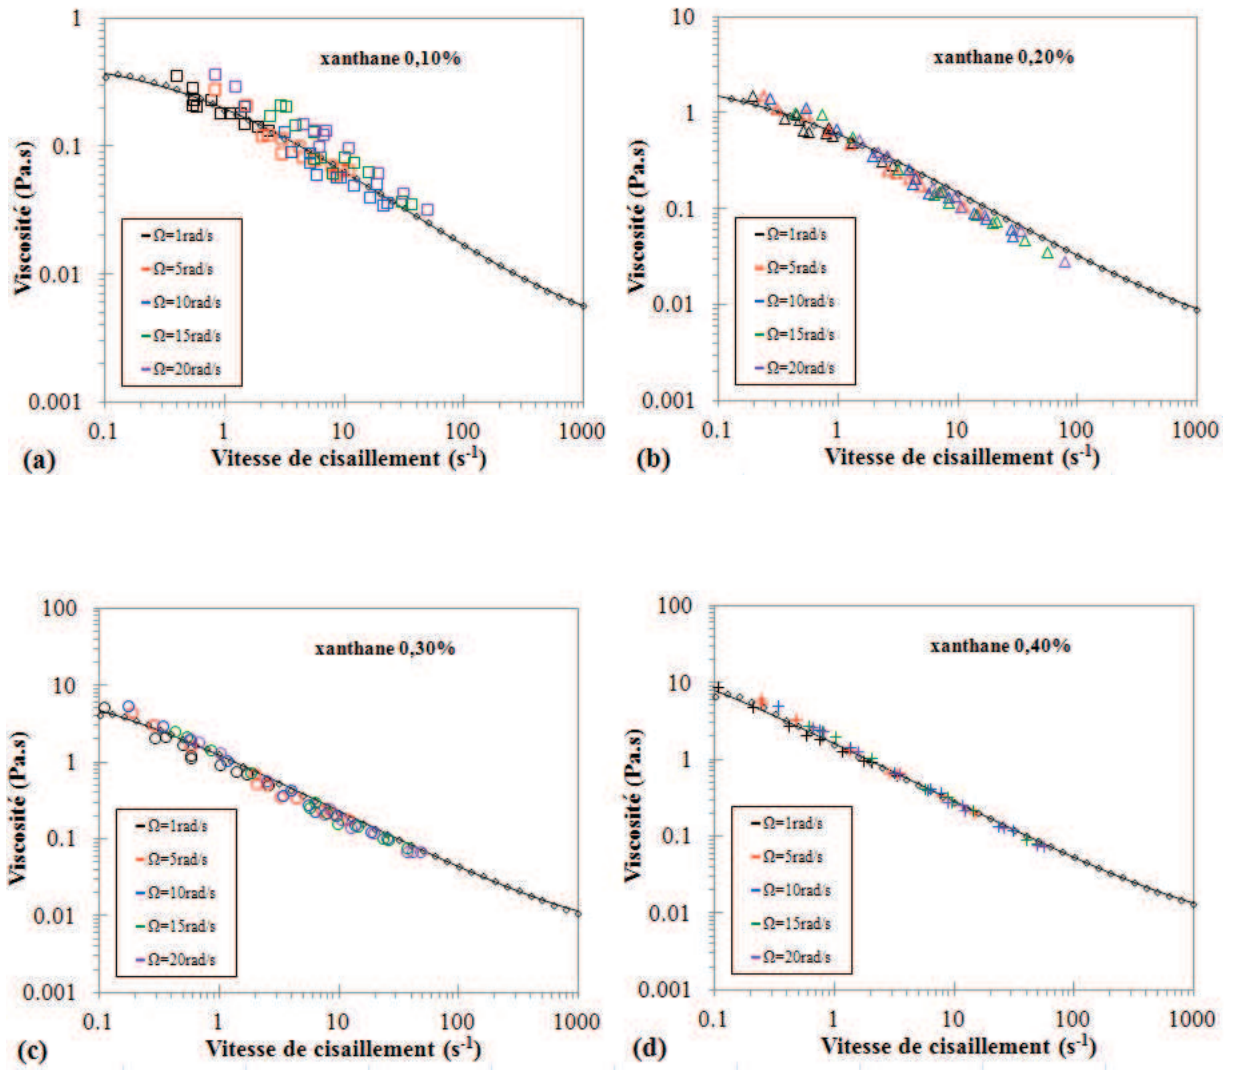 1
xanthane 0,10%
0.1
Viscosité (Pa.s)
0.01
0.001
Ω=1rad/s
Ω=5rad/s
Ω=10rad/s
Ω=15rad/s
Ω=20rad/s
0.1 1 10 100 1000
(a) Vitesse de cisaillement (s-1)
10
xanthane 0,20%
1
0.1
Viscosité (Pa.s)
0.01
0.001
Ω=1rad/s
Ω=5rad/s
Ω=10rad/s
Ω=15rad/s
Ω=20rad/s
0.1 1 10 100 1000
(b) Vitesse de cisaillement (s-1)
100
xanthane 0,30%
10
1
0.1
Viscosité (Pa.s)
0.01
0.001
Ω=1rad/s
Ω=5rad/s
Ω=10rad/s
Ω=15rad/s
Ω=20rad/s
0.1 1 10 100 1000
(c) Vitesse de cisaillement (s-1)
100
xanthane 0,40%
10
1
0.1
Viscosité (Pa.s)
0.01
0.001
Ω=1rad/s
Ω=5rad/s
Ω=10rad/s
Ω=15rad/s
Ω=20rad/s
0.1 1 10 100 1000
(d) Vitesse de cisaillement (s-1)